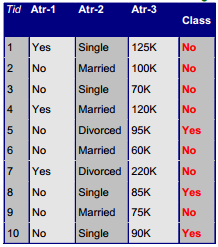 Tid Atr-1 Atr-2 Atr-3 Class
1 Yes Single 125K No
2 No Married 100K No
3 No Single 70K No
4 Yes Married 120K No
5 No Divorced 95K Yes
6 No Married 60K No
7 Yes Divorced 220K No
8 No Single 85K Yes
9 No Married 75K No
10 No Single 90K Yes